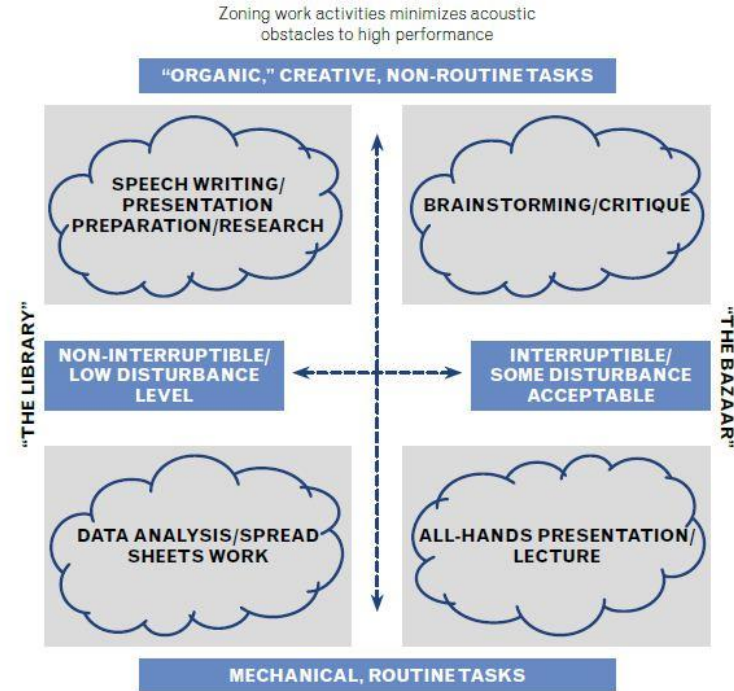 Zoning work activities minimizes acoustic
obstacles to high performance
“ORGANIC,” CREATIVE, NON-ROUTINE TASKS
SPEECH WRITING/
PRESENTATION
PREPARATION/RESEARCH
BRAINSTORMING/CRITIQUE
“THE LIBRARY”
NON-INTERRUPTIBLE/
LOW DISTURBANCE
LEVEL
INTERRUPTIBLE/
SOME DISTURBANCE
ACCEPTABLE
“THE BAZAAR”
DATA ANALYSIS/SPREAD
SHEETS WORK
ALL-HANDS PRESENTATION/
LECTURE
MECHANICAL, ROUTINE TASKS